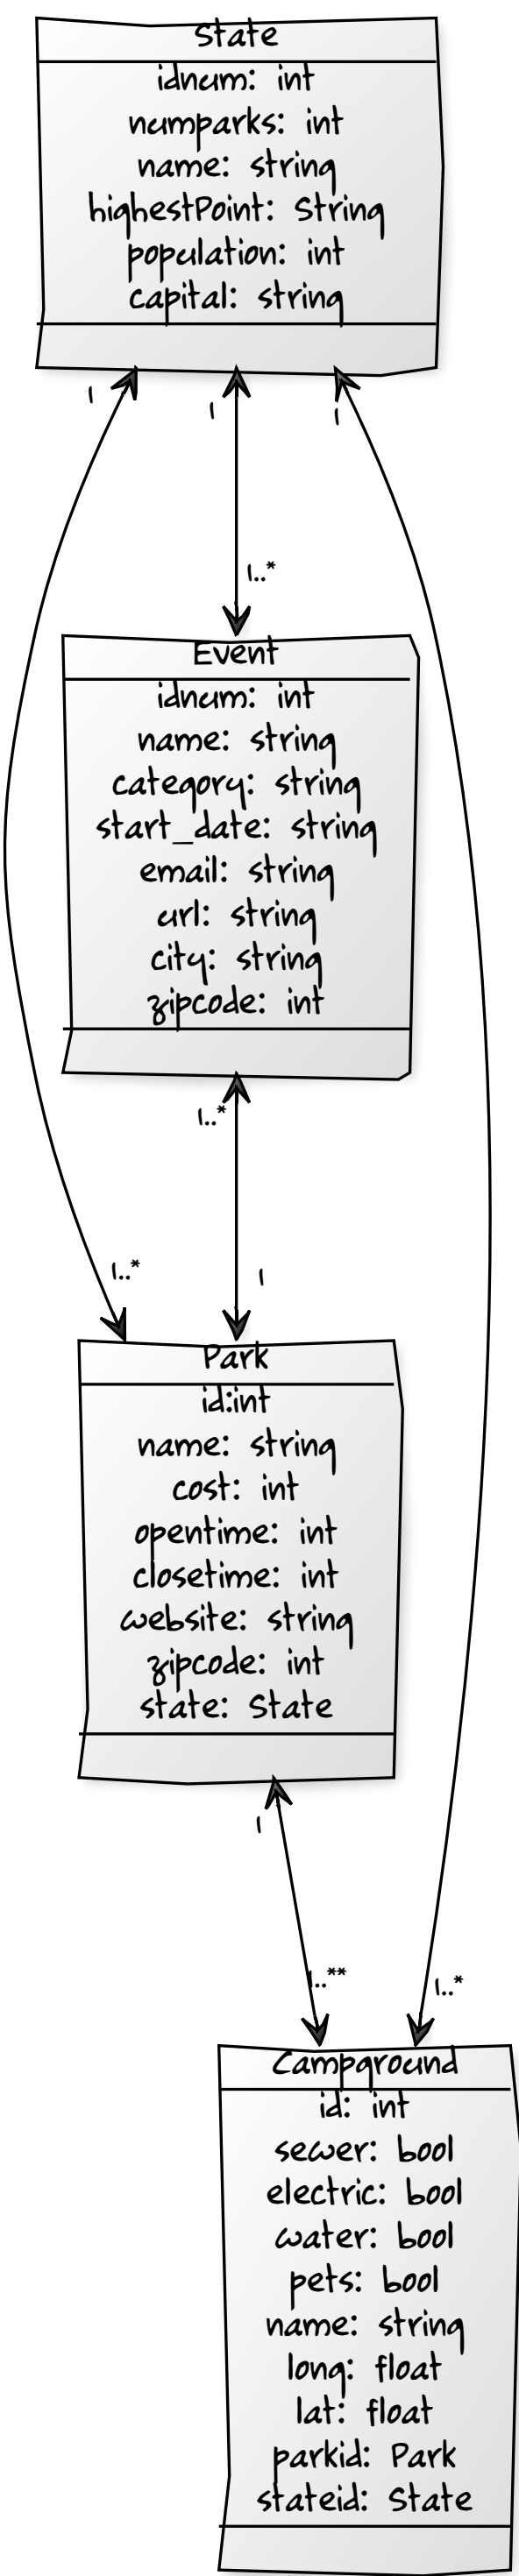 State
idnum: int
numparks: int
name: string
highestPoint: String
population: int
capital: string
1
1
1
1..*
Event
idnum: int
name: string
category: string
start_date: string
email: string
url: string
city: string
zipcode: int
1..*
1..*
1
Park
id:int
name: string
cost: int
opentime: int
closetime: int
website: string
zipcode: int
state: State
1
1..**
1..*
Campground
id: int
sewer: bool
electric: bool
water: bool
pets: bool
name: string
long: float
lat: float
parkid: Park
stateid: State